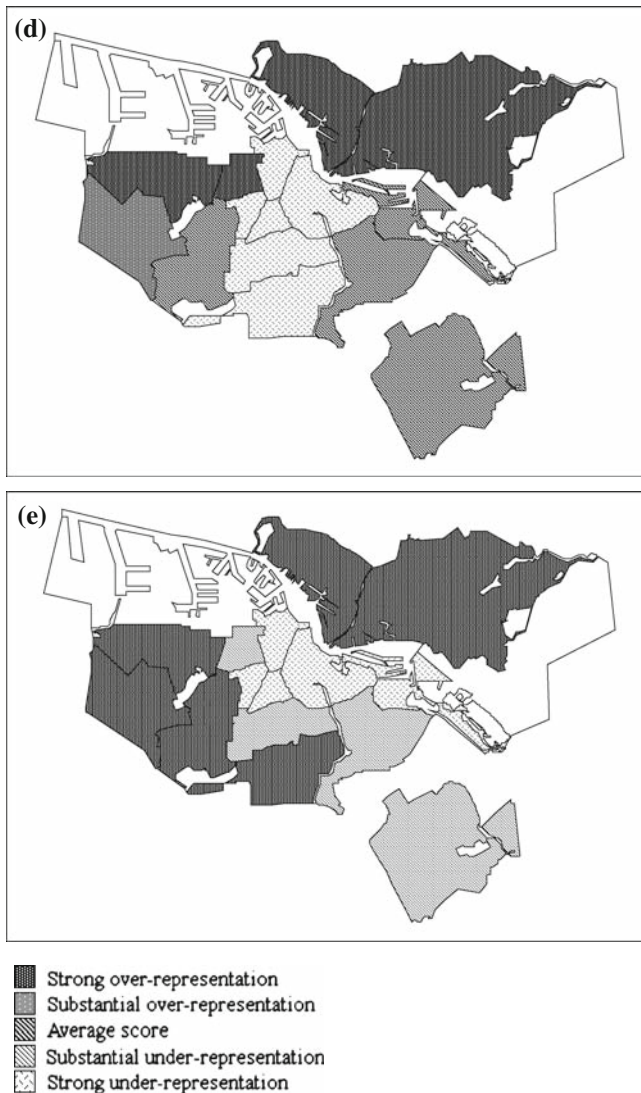 (d)
(e)
Strong over-representation
Substantial over-representation
Average score
Substantial under-representation
Strong under-representation